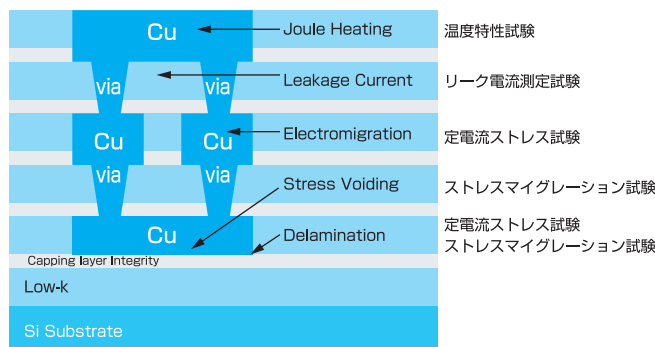 Cu
Joule Heating
温度特性試験
via
via
Leakage Current
リーク電流測定試験
Cu
Cu
Electromigration
定電流ストレス試験
via
via
Stress Voiding
ストレスマイグレーション試験
Cu
Delamination
定電流ストレス試験
ストレスマイグレーション試験
Capping layer Integrity
Low-k
Si Substrate